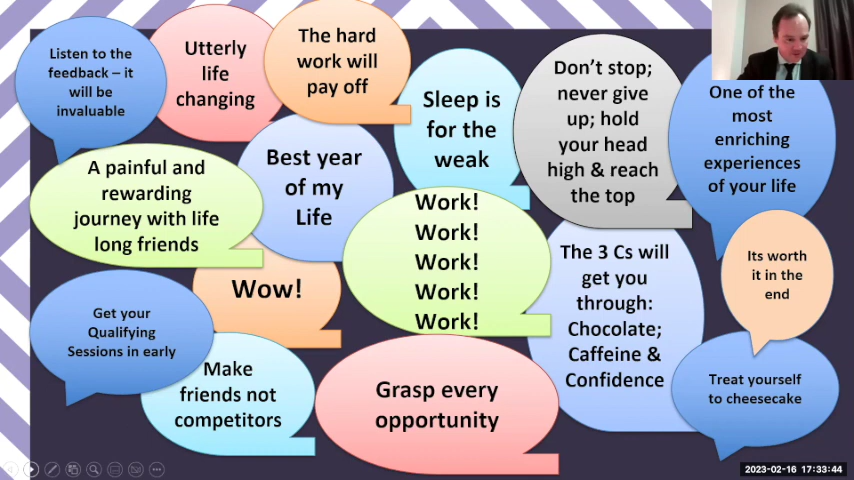 Listen to the
feedback – it
will be
invaluable
Utterly
life
changing
The hard
work will
pay off
Sleep is
for the
weak
Don't stop;
never give
up; hold
your head
high & reach
the top
One of the
most
enriching
experiences
of your life
A painful and
rewarding
journey with life
long friends
Best year
of my
Life
Work!
Work!
Work!
Work!
Work!
The 3 Cs will
get you
through:
Chocolate;
Caffeine &
Confidence
Its worth
it in the
end
Wow!
Get your
Qualifying
Sessions in early
Make
friends not
competitors
Grasp every
opportunity
Treat yourself
to cheesecake
2023-02-16 17:33:44